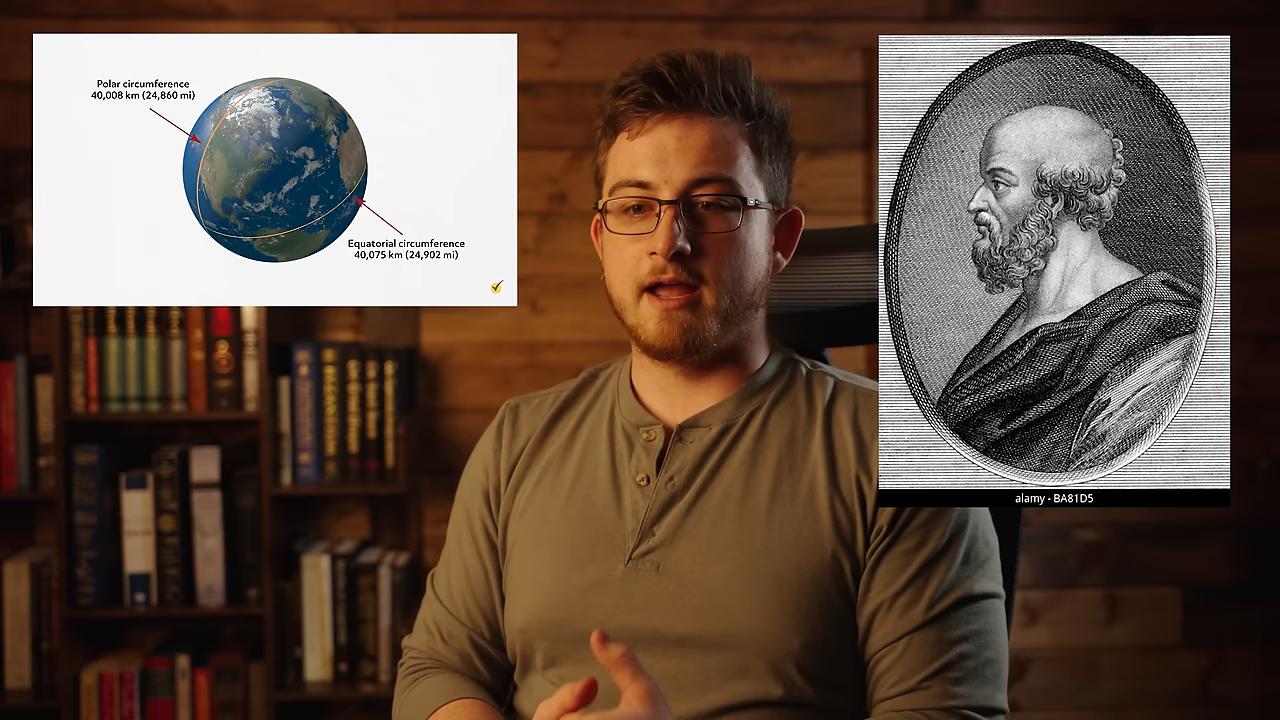 Polar circumference
40,008 km (24,860 mi)
Equatorial circumference
40,075 km (24,902 mi)
alamy - BA81D5